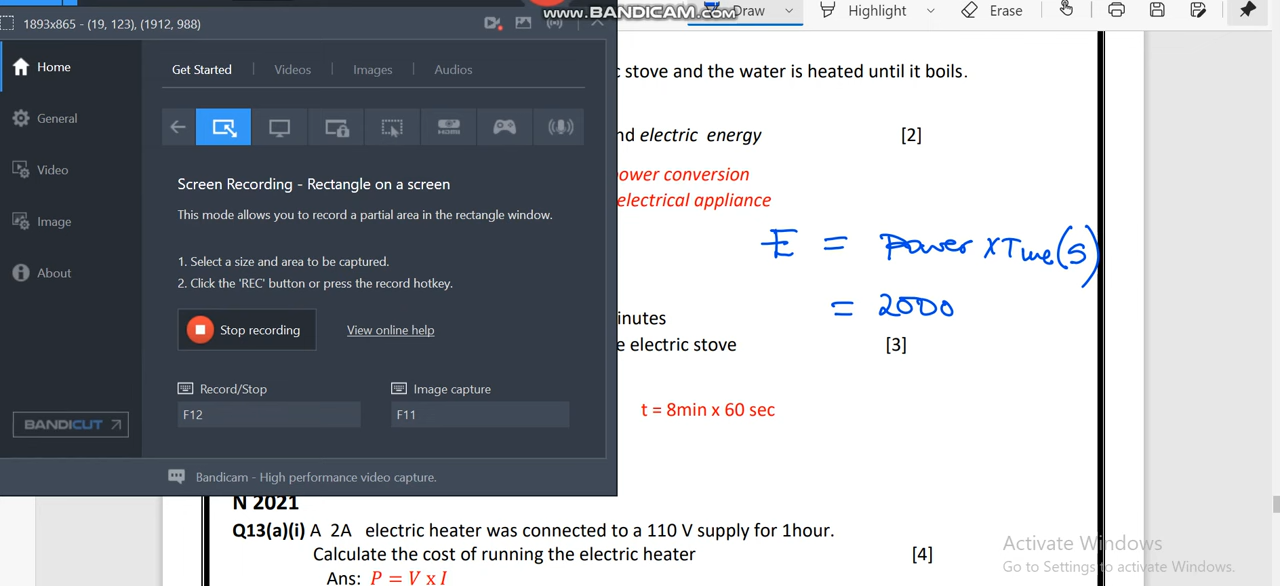 1893x865 - (19, 123), (1912, 988)
www.BANDICAM.com
Draw
Highlight
Erase
Home
General
Video
Image
About
BANDICUT
Get Started
Videos
Images
Audios
HDMI
Screen Recording - Rectangle on a screen
This mode allows you to record a partial area in the rectangle window.
1. Select a size and area to be captured.
2. Click the 'REC' button or press the record hotkey.
Stop recording
View online help
Record/Stop
F12
Image capture
F11
Bandicam - High performance video capture.
stove and the water is heated until it boils.
nd electric energy [2]
power conversion
electrical appliance
E = Power x Time (s)
= 2000
inutes
e electric stove [3]
t = 8min x 60 sec
N 2021
Q13(a)(i) A 2A electric heater was connected to a 110 V supply for 1hour.
Calculate the cost of running the electric heater [4]
Ans: P = V x I
Activate Windows
Go to Settings to activate Windows.